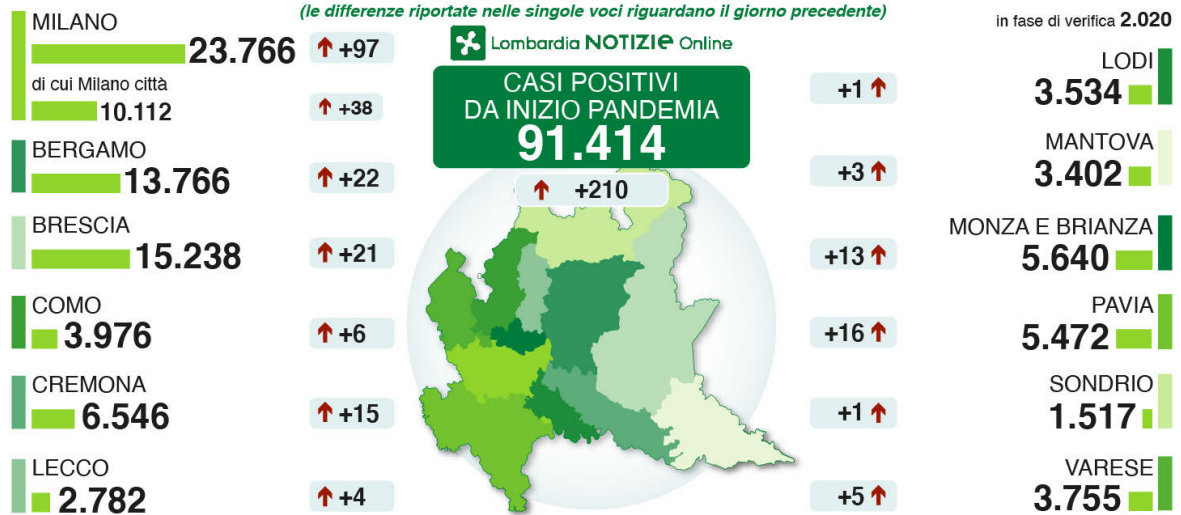 (le differenze riportate nelle singole voci riguardano il giorno precedente)
Lombardia NOTIZIE Online
CASI POSITIVI
DA INIZIO PANDEMIA
91.414
+210
MILANO
23.766
+97
di cui Milano città
10.112
+38
BERGAMO
13.766
+22
BRESCIA
15.238
+21
COMO
3.976
+6
CREMONA
6.546
+15
LECCO
2.782
+4
in fase di verifica 2.020
LODI
+1
3.534
MANTOVA
+3
3.402
MONZA E BRIANZA
+13
5.640
PAVIA
+16
5.472
SONDRIO
+1
1.517
VARESE
+5
3.755